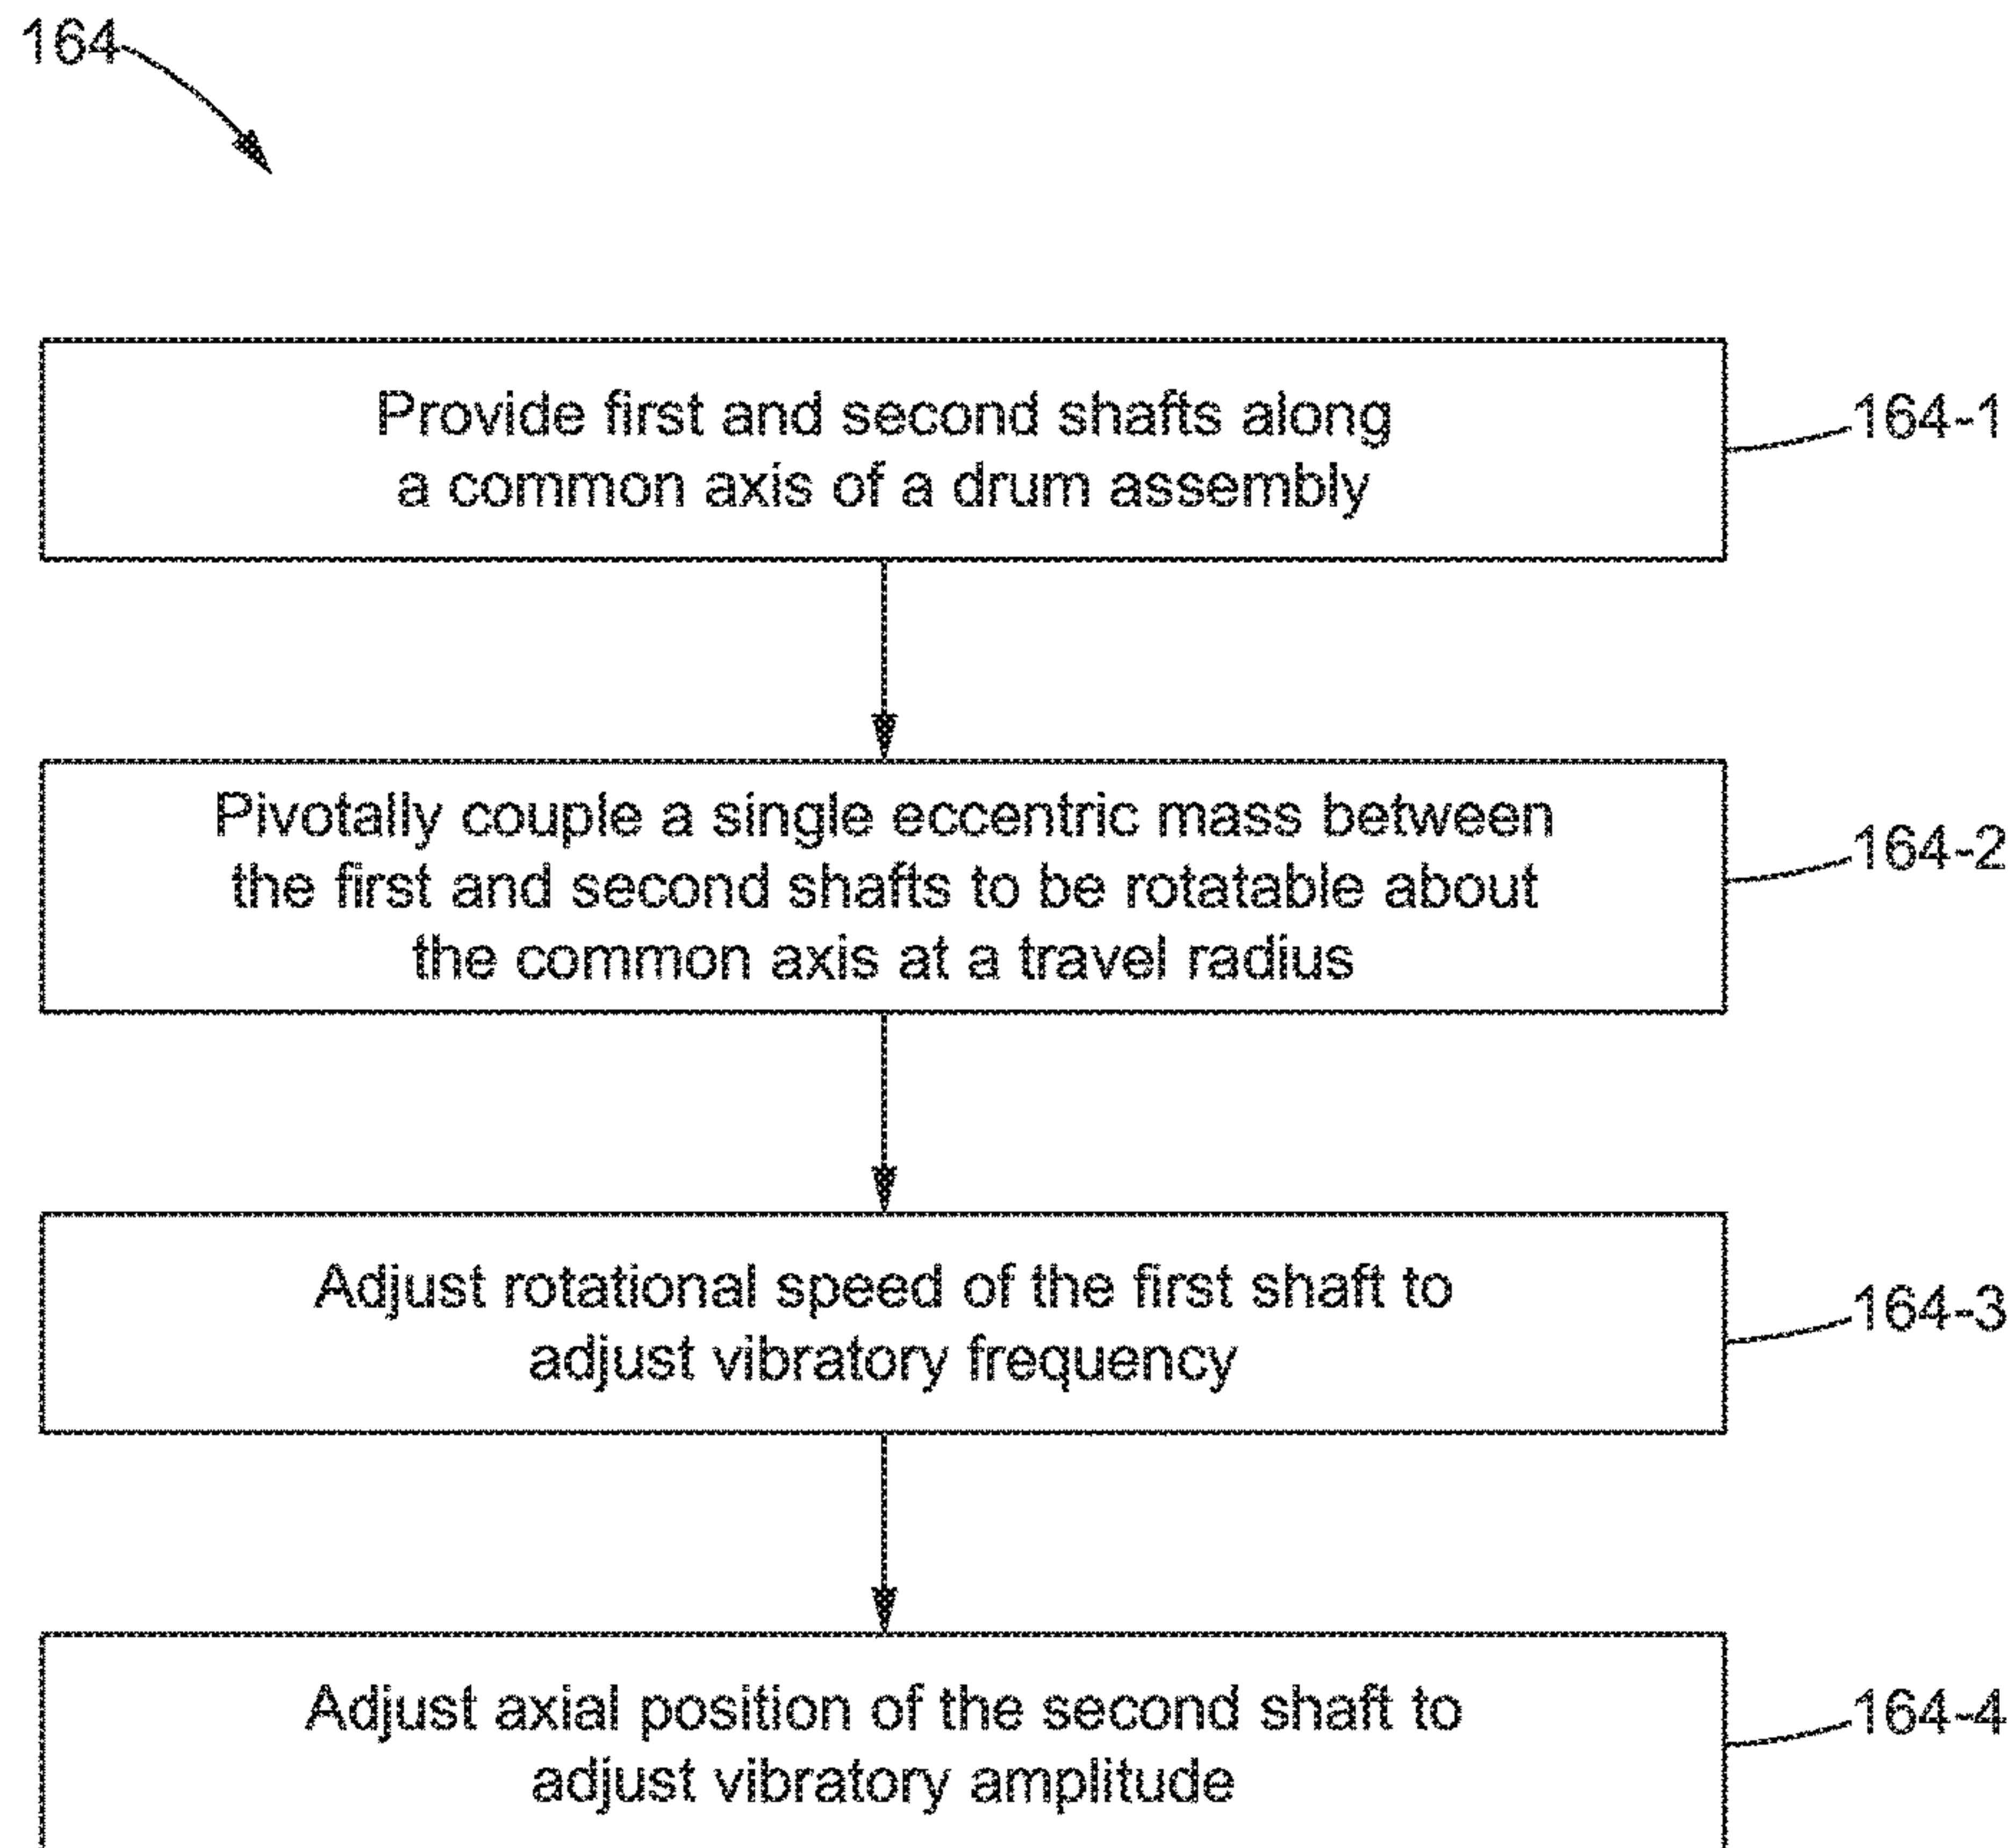 164
Provide first and second shafts along
a common axis of a drum assembly
164-1
Pivotally couple a single eccentric mass between
the first and second shafts to be rotatable about
the common axis at a travel radius
164-2
Adjust rotational speed of the first shaft to
adjust vibratory frequency
164-3
Adjust axial position of the second shaft to
adjust vibratory amplitude
164-4